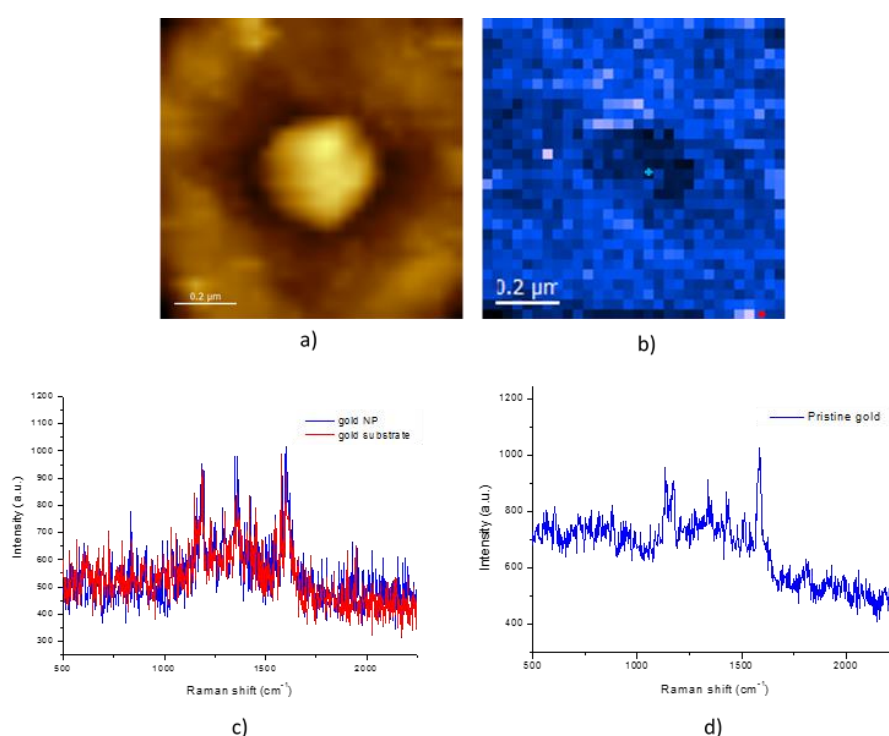 0.2 µm
a)
0.2 µm
b)
1200
1100
1000
900
800
700
600
500
400
300
500
1000
1500
2000
Intensity (a.u.)
Raman shift (cm⁻¹)
gold NP
gold substrate
c)
1200
1000
800
600
400
500
1000
1500
2000
Intensity (a.u.)
Raman shift (cm⁻¹)
Pristine gold
d)